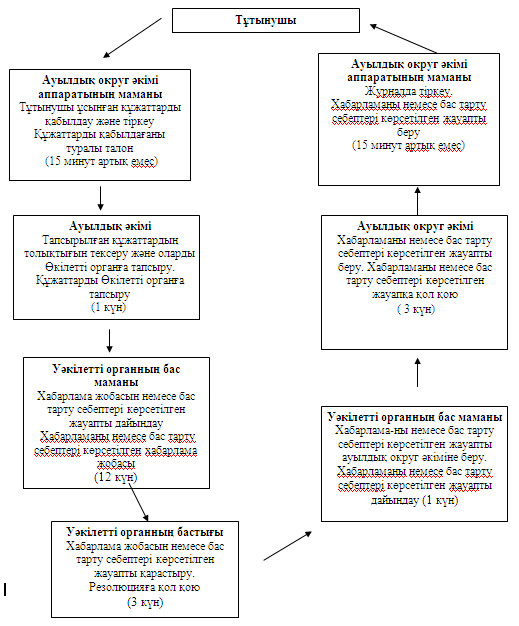 Тұтынушы
Ауылдық округ әкімі
аппаратының маманы
Тұтынушы ұсынған құжаттарды
қабылдау және тіркеу
Құжаттарды қабылдағаны
туралы талон
(15 минут артық емес)
Ауылдық әкімі
Тапсырылған құжаттардың
толықтығын тексеру және оларды
Өкілетті органға тапсыру.
Құжаттарды Өкілетті органға
тапсыру
(1 күн)
Уәкілетті органнын бас
маманы
Хабарлама жобасын немесе бас
тарту себептері көрсетілген
жауапты дайындау
Хабарламаны немесе бас тарту
себептері көрсетілген хабарлама
жобасы
(12 күн)
Уәкілетті органнын бастығы
Хабарлама жобасын немесе бас
тарту себептері көрсетілген
жауапты қарастыру.
Резолюцияға қол қою
(3 күн)
Уәкілетті органнын бас маманы
Хабарлама-ны немесе бас тарту
себептері көрсетілген жауапты
ауылдық округ әкіміне беру.
Хабарламаны немесе бас тарту
себептері көрсетілген жауапты
дайындау (1 күн)
Ауылдық округ әкімі
Хабарламаны немесе бас тарту
себептері көрсетілген жауапты
беру. Хабарламаны немесе бас
тарту себептері көрсетілген
жауапқа қол қою
( 3 күн)
Ауылдық округ әкімі
аппаратының маманы
Журналда тіркеу.
Хабарламаны немесе бас тарту
себептері көрсетілген жауапты
беру
(15 минут артық емес)